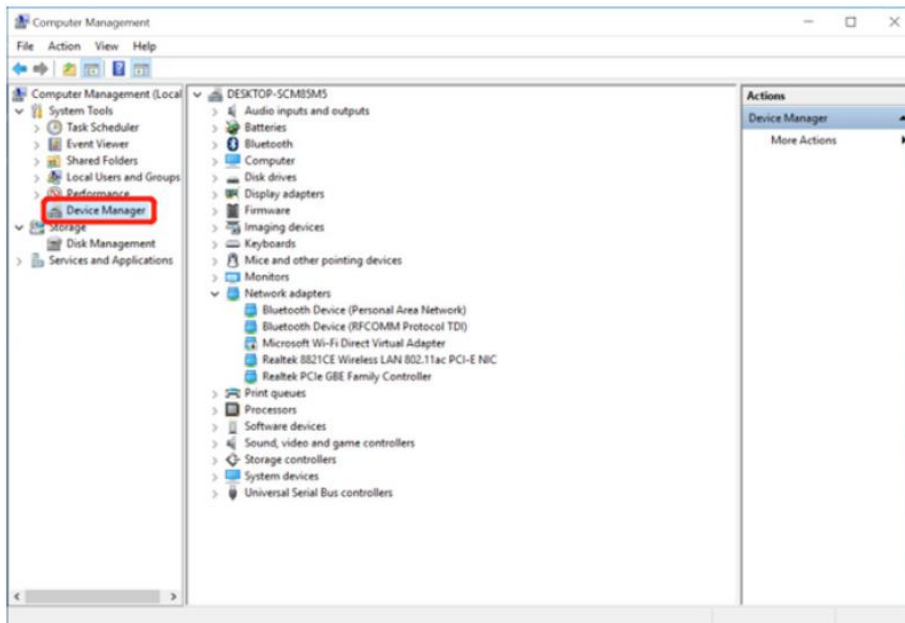 Computer Management
File Action View Help
Computer Management (Local
System Tools
Task Scheduler
Event Viewer
Shared Folders
Local Users and Groups
Performance
Device Manager
Storage
Disk Management
Services and Applications
DESKTOP-SCM85M5
Audio inputs and outputs
Batteries
Bluetooth
Computer
Disk drives
Display adapters
Firmware
Imaging devices
Keyboards
Mice and other pointing devices
Monitors
Network adapters
Bluetooth Device (Personal Area Network)
Bluetooth Device (RFCOMM Protocol TDI)
Microsoft Wi-Fi Direct Virtual Adapter
Realtek 8821CE Wireless LAN 802.11ac PCI-E NIC
Realtek PCIe GBE Family Controller
Print queues
Processors
Software devices
Sound, video and game controllers
Storage controllers
System devices
Universal Serial Bus controllers
Actions
Device Manager
More Actions